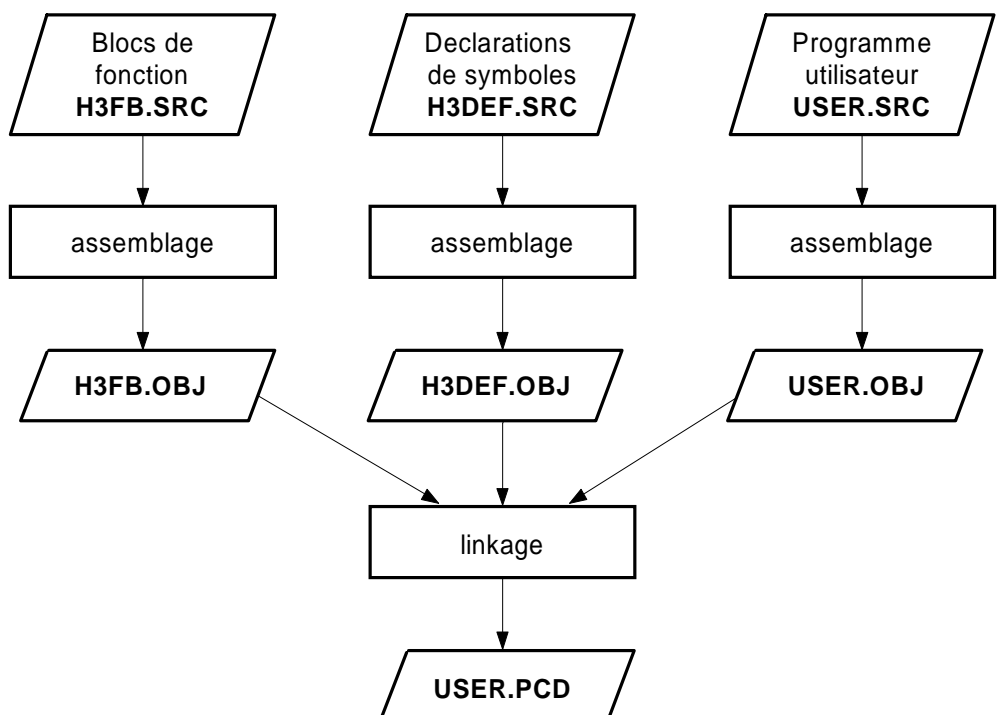 Blocs de
fonction
H3FB.SRC
Declarations
de symboles
H3DEF.SRC
Programme
utilisateur
USER.SRC
assemblage
assemblage
assemblage
H3FB.OBJ
H3DEF.OBJ
USER.OBJ
linkage
USER.PCD